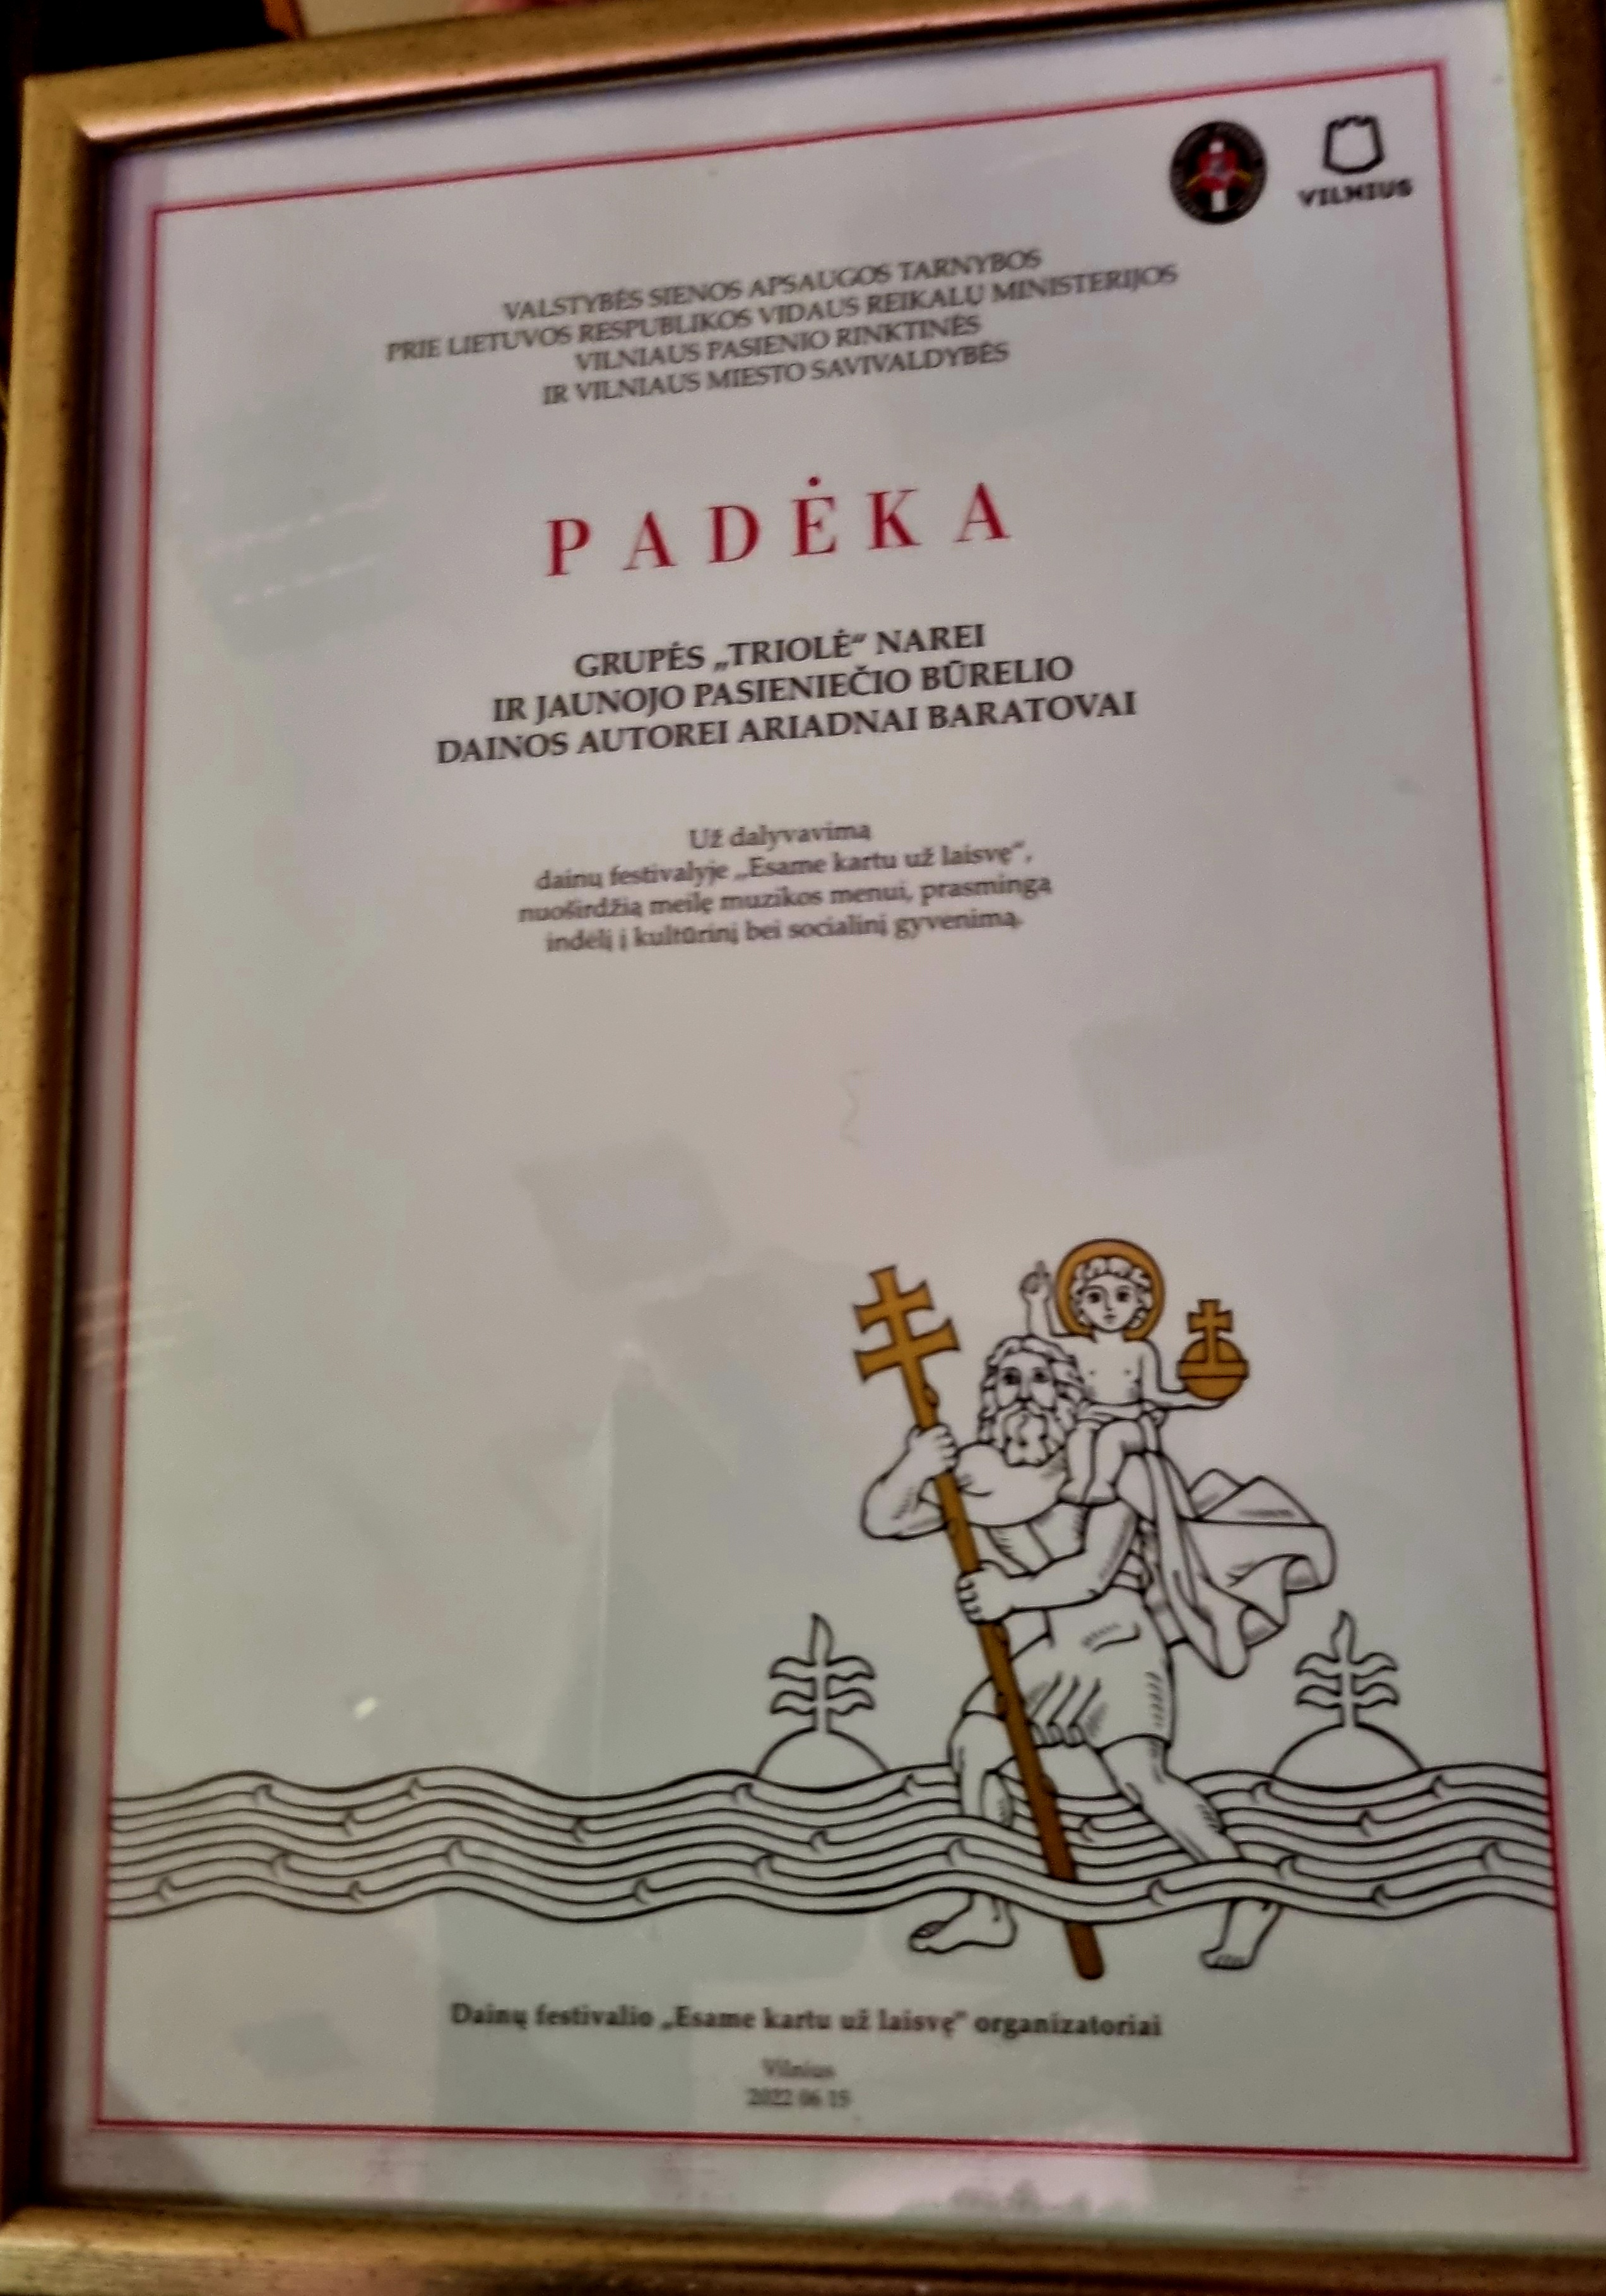 VILNIUS
VALSTYBĖS SIENOS APSAUGOS TARNYBOS
PRIE LIETUVOS RESPUBLIKOS VIDAUS REIKALŲ MINISTERIJOS
VILNIAUS PASIENIO RINKTINĖS
IR VILNIAUS MIESTO SAVIVALDYBĖS
PADĖKA
GRUPĖS „TRIOLĖ“ NAREI
IR JAUNOJO PASIENIEČIO BŪRELIO
DAINOS AUTOREI ARIADNAI BARATOVAI
Už dalyvavimą
dainų festivalyje „Esame kartu už laisvę“,
nuoširdžią meilę muzikos menui, prasmingą
indėlį į kultūrinį bei socialinį gyvenimą.
Dainų festivalio „Esame kartu už laisvę“ organizatoriai
Vilnius
2022 06 15